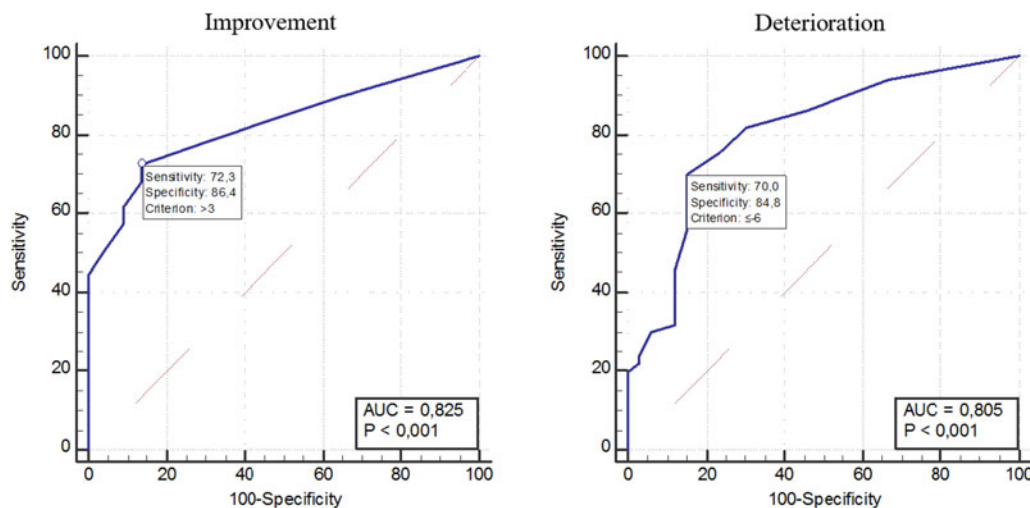 Improvement
100
80
60
40
20
0
Sensitivity
Sensitivity: 72,3
Specificity: 86,4
Criterion: >3
AUC = 0,825
P < 0,001
0 20 40 60 80 100
100-Specificity
Deterioration
100
80
60
40
20
0
Sensitivity
Sensitivity: 70,0
Specificity: 84,8
Criterion: ≤-6
AUC = 0,805
P < 0,001
0 20 40 60 80 100
100-Specificity